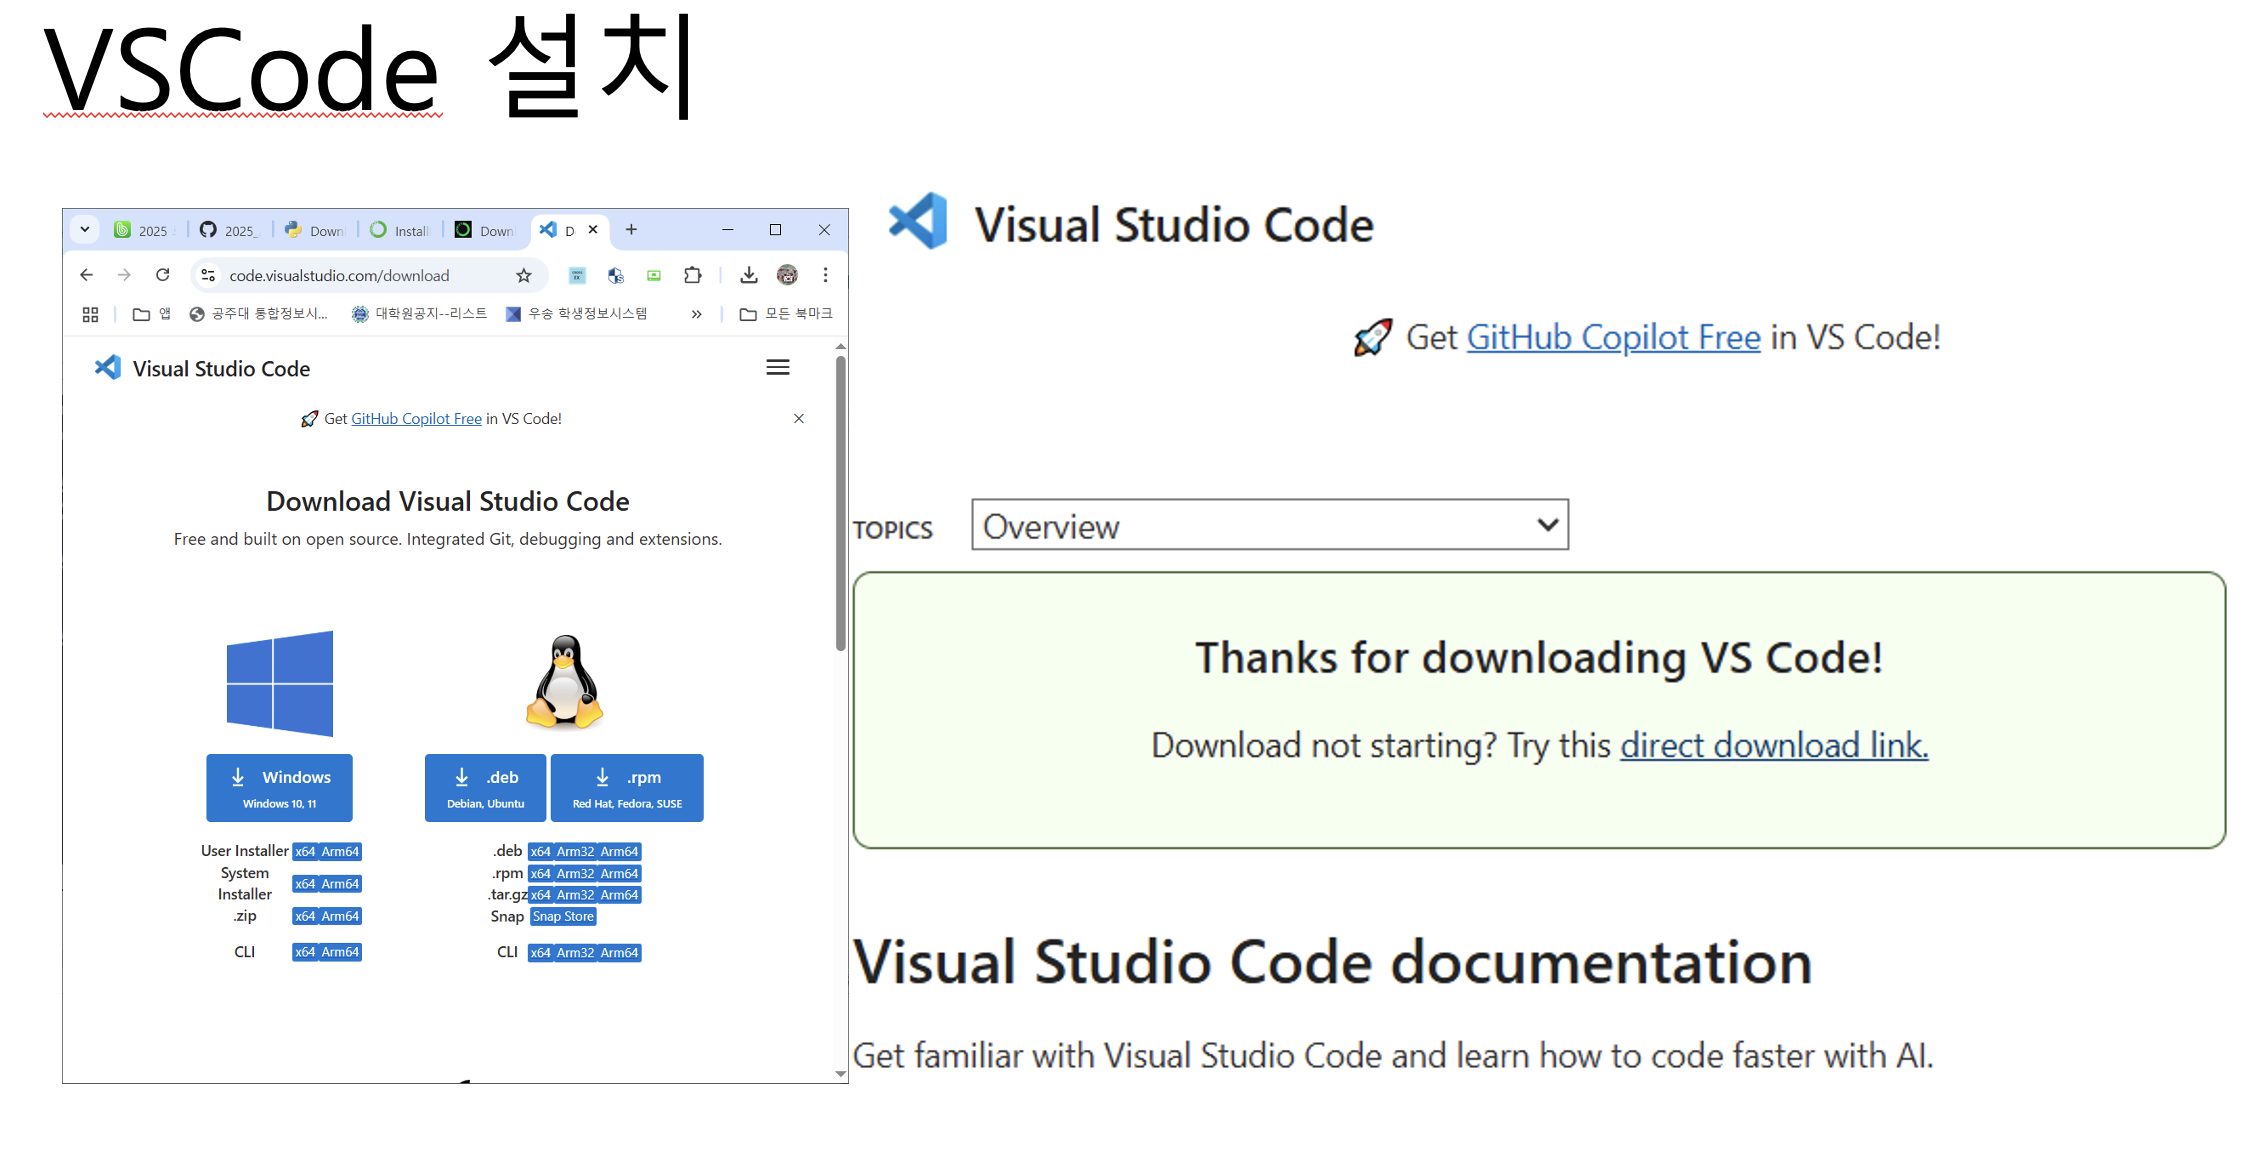 VSCode 설치
2025
2025_
Down
Install
Down
D
code.visualstudio.com/download
앱
공주대 통합정보시...
대학원공지--리스트
우송 학생정보시스템
»
모든 북마크
Visual Studio Code
Get GitHub Copilot Free in VS Code!
Download Visual Studio Code
Free and built on open source. Integrated Git, debugging and extensions.
Windows
Windows 10, 11
.deb
Debian, Ubuntu
.rpm
Red Hat, Fedora, SUSE
User Installer x64 Arm64
System
Installer
x64 Arm64
.zip x64 Arm64
CLI x64 Arm64
.deb x64 Arm32 Arm64
.rpm x64 Arm32 Arm64
.tar.gz x64 Arm32 Arm64
Snap Snap Store
CLI x64 Arm32 Arm64
Visual Studio Code
Get GitHub Copilot Free in VS Code!
TOPICS Overview
Thanks for downloading VS Code!
Download not starting? Try this direct download link.
Visual Studio Code documentation
Get familiar with Visual Studio Code and learn how to code faster with AI.